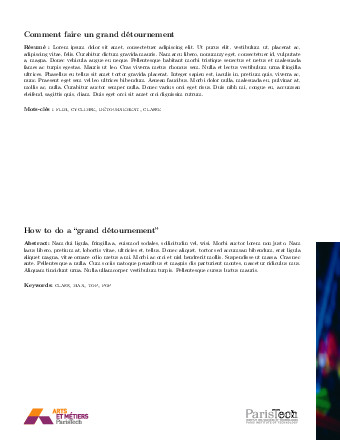 Comment faire un grand détournement
Résumé : Lorem ipsum dolor sit amet, consectetuer adipiscing elit. Ut purus elit, vestibulum ut, placerat ac,
adipiscing vitae, felis. Curabitur dictum gravida mauris. Nam arcu libero, nonummy eget, consectetuer id, vulputate
a, magna. Donec vehicula augue eu neque. Pellentesque habitant morbi tristique senectus et netus et malesuada
fames ac turpis egestas. Mauris ut leo. Cras viverra metus rhoncus sem. Nulla et lectus vestibulum urna fringilla
ultrices. Phasellus eu tellus sit amet tortor gravida placerat. Integer sapien est, iaculis in, pretium quis, viverra ac,
nunc. Praesent eget sem vel leo ultrices bibendum. Aenean faucibus. Morbi dolor nulla, malesuada eu, pulvinar at,
mollis ac, nulla. Curabitur auctor semper nulla. Donec varius orci eget risus. Duis nibh mi, congue eu, accumsan
eleifend, sagittis quis, diam. Duis eget orci sit amet orci dignissim rutrum.
Mots-clés : FLIM, CYCLIMSE, DÉTOURNEMENT, CLASSE
How to do a “grand détournement”
Abstract: Nam dui ligula, fringilla a, euismod sodales, sollicitudin vel, wisi. Morbi auctor lorem non justo. Nam
lacus libero, pretium at, lobortis vitae, ultricies et, tellus. Donec aliquet, tortor sed accumsan bibendum, erat ligula
aliquet magna, vitae ornare odio metus a mi. Morbi ac orci et nisl hendrerit mollis. Suspendisse ut massa. Cras nec
ante. Pellentesque a nulla. Cum sociis natoque penatibus et magnis dis parturient montes, nascetur ridiculus mus.
Aliquam tincidunt urna. Nulla ullamcorper vestibulum turpis. Pellentesque cursus luctus mauris.
Keywords: CLASS, MAX, TOP, POP
ARTS
ET MÉTIERS
ParisTech
ParisTech